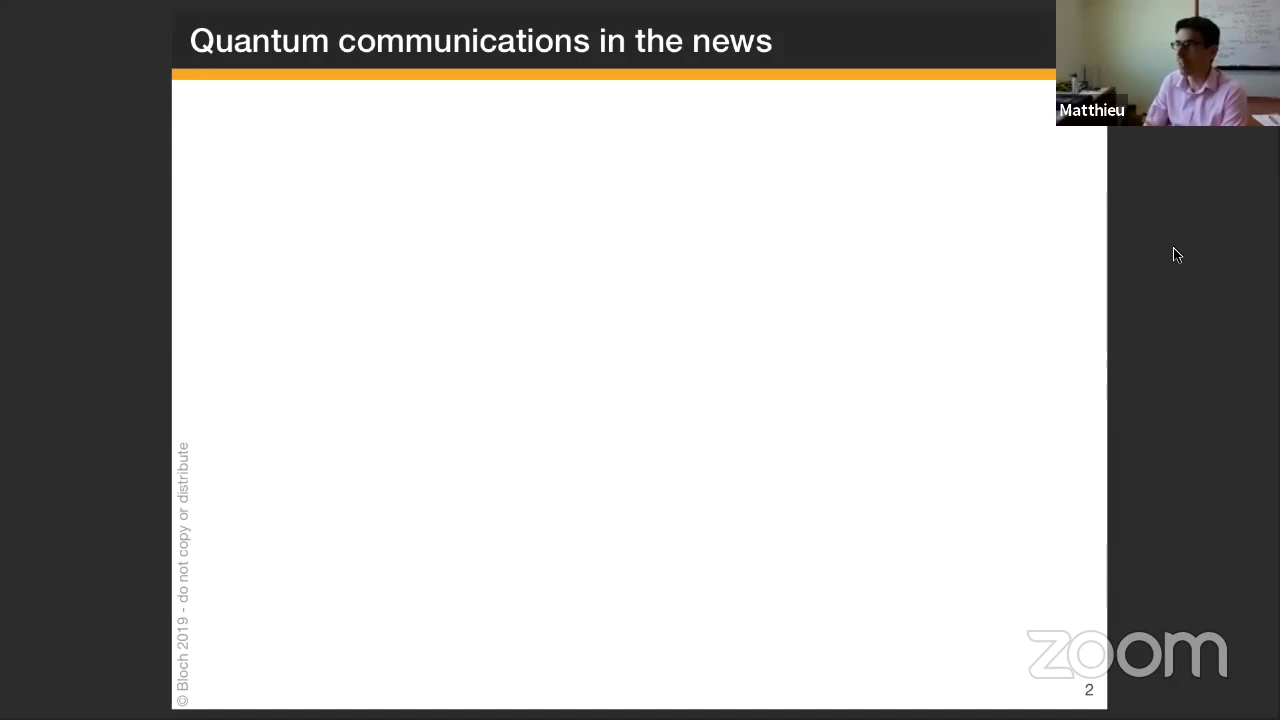 Quantum communications in the news
Matthieu
© Bloch 2019 - do not copy or distribute
zoom
2